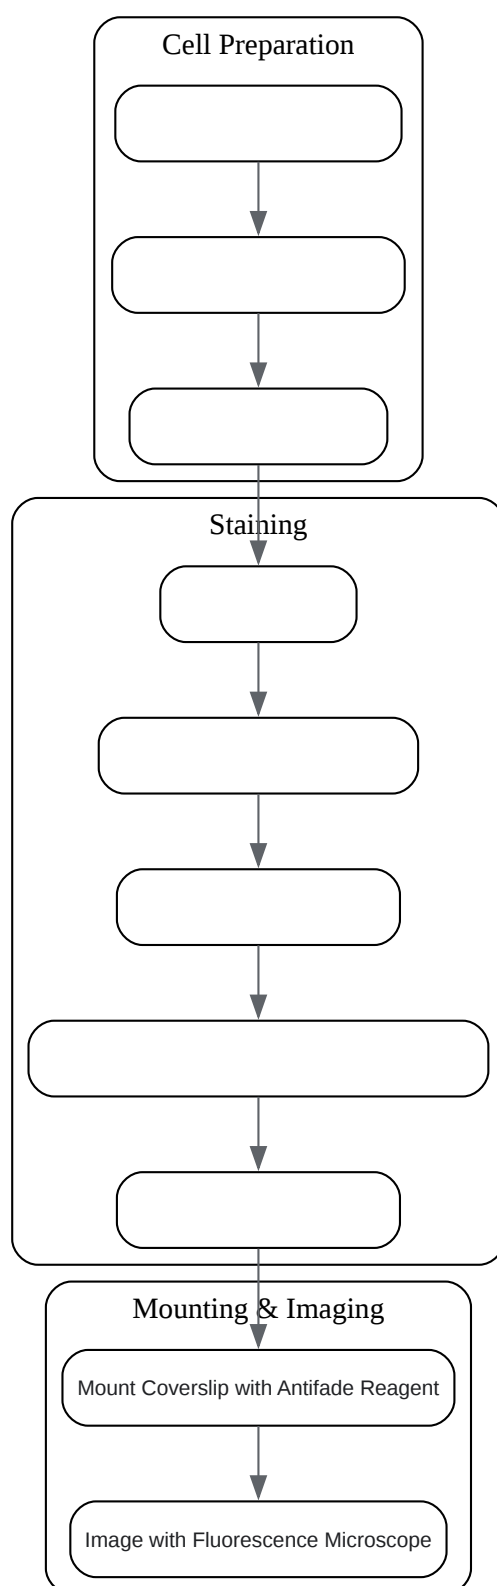 Cell Preparation
Staining
Mounting & Imaging
Mount Coverslip with Antifade Reagent
Image with Fluorescence Microscope